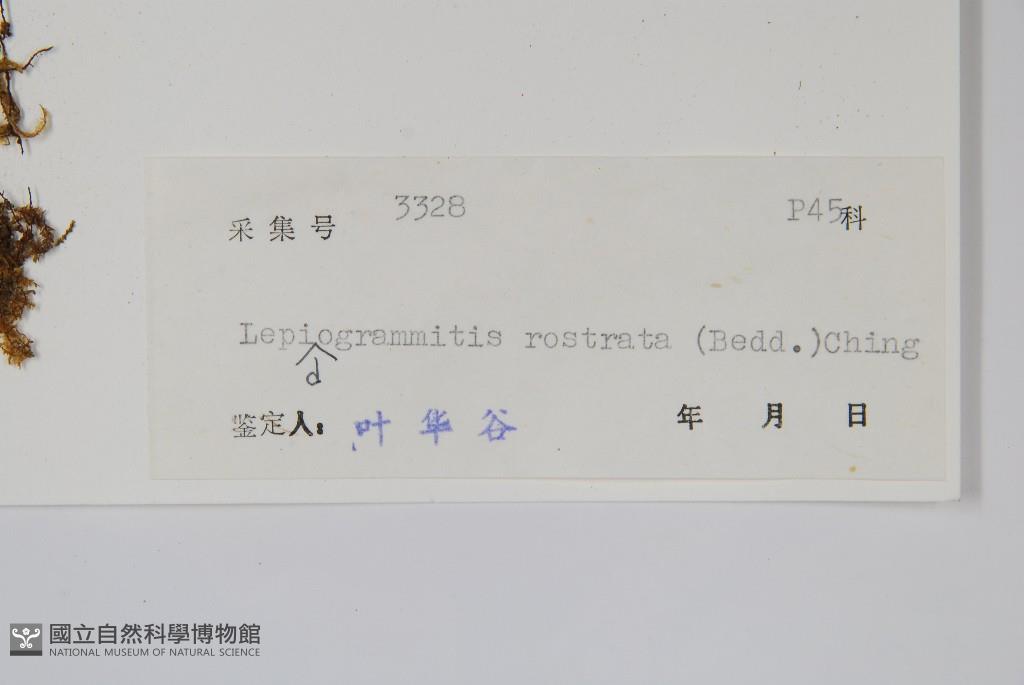 采集号 3328 P45科
Lepidogrammitis rostrata (Bedd.)Ching
鉴定人: 叶华谷 年 月 日
國立自然科學博物館
NATIONAL MUSEUM OF NATURAL SCIENCE